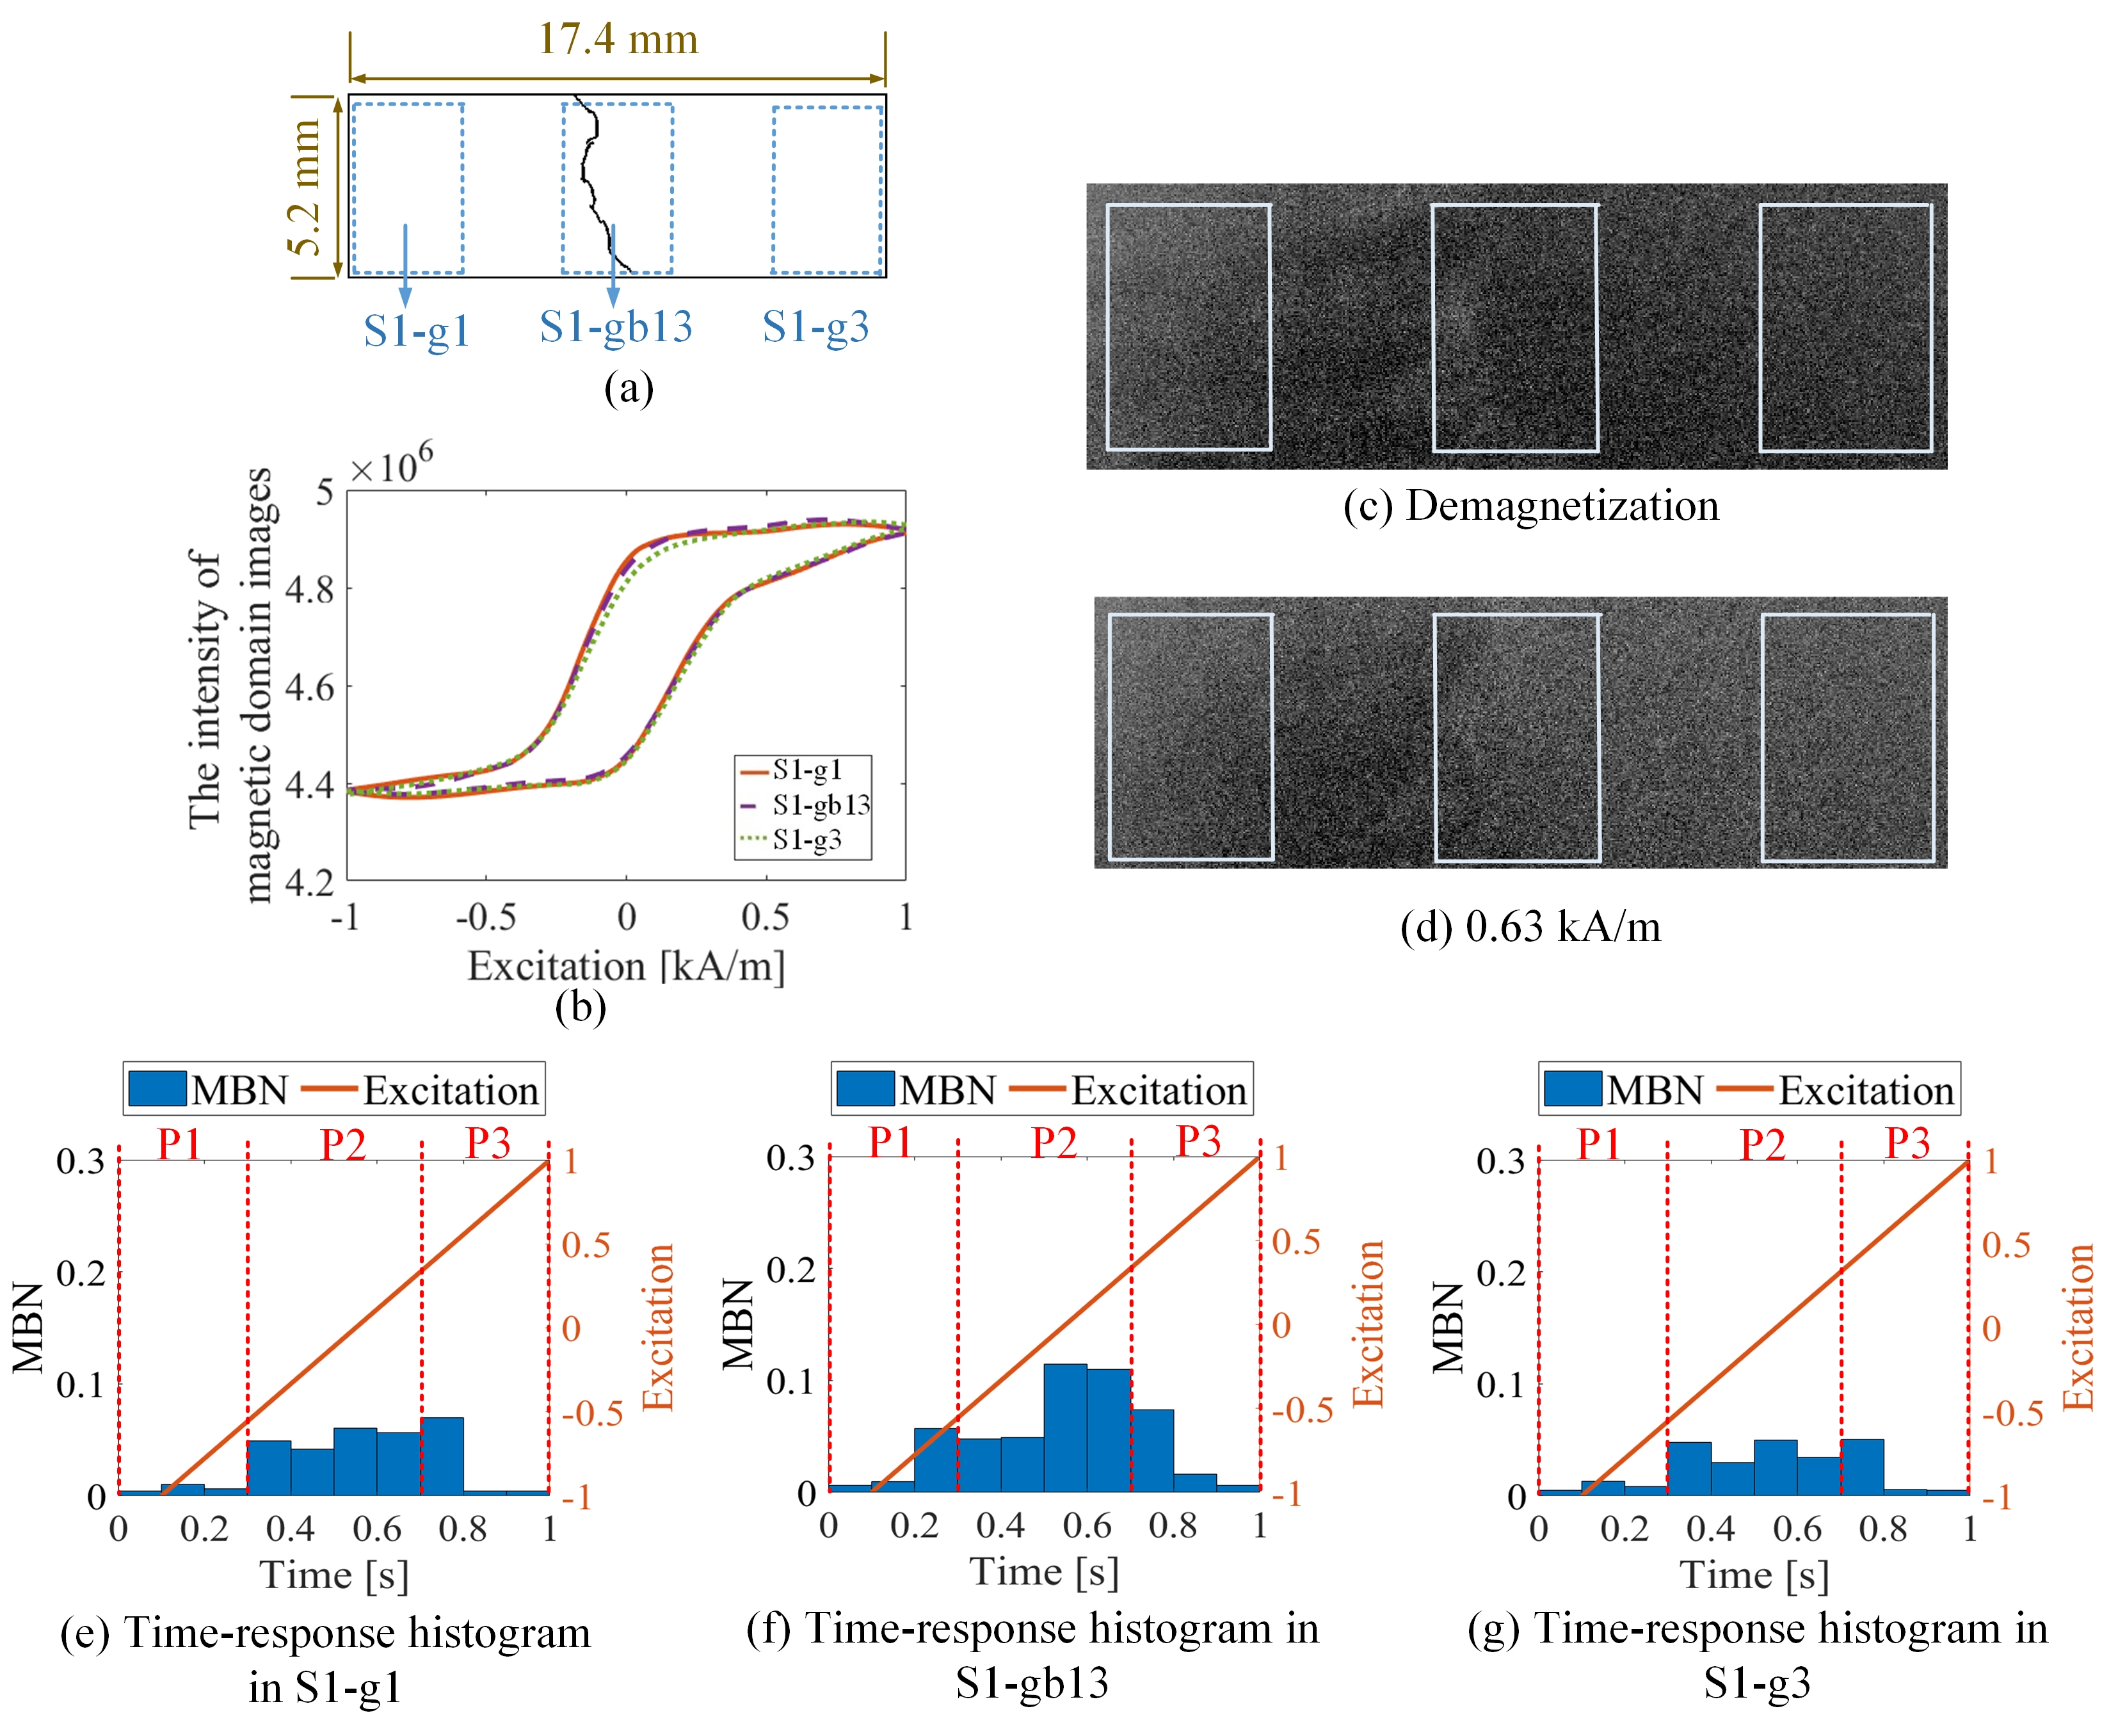 17.4 mm
5.2 mm
S1-g1
S1-gb13
S1-g3
(a)
×10⁶
The intensity of
magnetic domain images
5
4.8
4.6
4.4
4.2
S1-g1
S1-gb13
S1-g3
-1
-0.5
0
0.5
1
Excitation [kA/m]
(b)
(c) Demagnetization
(d) 0.63 kA/m
MBN Excitation
P1 P2 P3
0.3
0.2
0.1
0
MBN
1
0.5
0
-0.5
-1
Excitation
0 0.2 0.4 0.6 0.8 1
Time [s]
(e) Time-response histogram
in S1-g1
MBN Excitation
P1 P2 P3
0.3
0.2
0.1
0
MBN
1
0.5
0
-0.5
-1
Excitation
0 0.2 0.4 0.6 0.8 1
Time [s]
(f) Time-response histogram in
S1-gb13
MBN Excitation
P1 P2 P3
0.3
0.2
0.1
0
MBN
1
0.5
0
-0.5
-1
Excitation
0 0.2 0.4 0.6 0.8 1
Time [s]
(g) Time-response histogram in
S1-g3